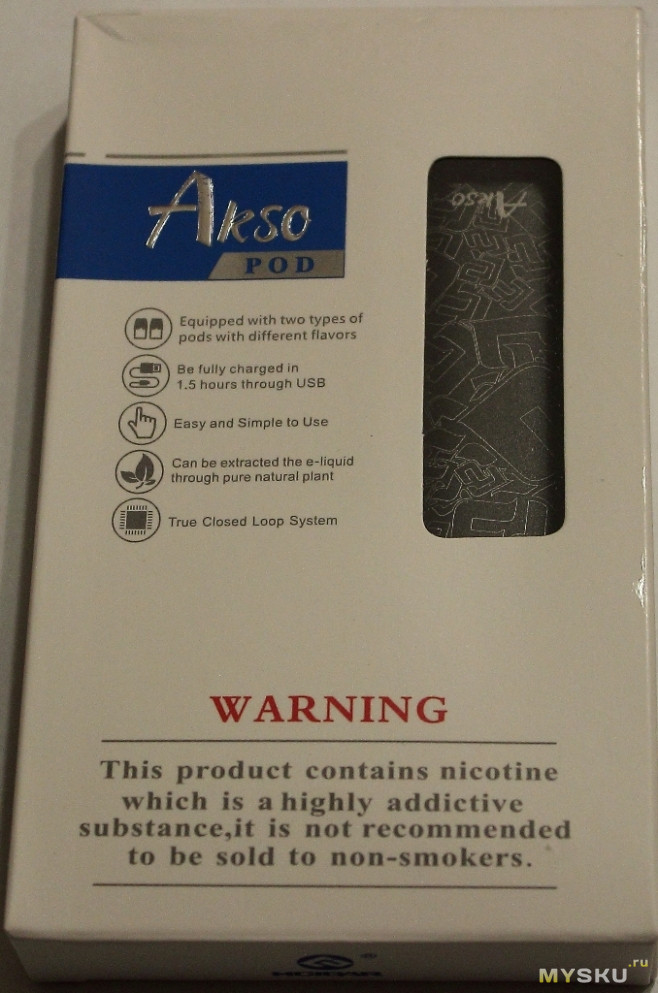 Akso
POD
Akso
Equipped with two types of
pods with different flavors
Be fully charged in
1.5 hours through USB
Easy and Simple to Use
Can be extracted the e-liquid
through pure natural plant
True Closed Loop System
WARNING
This product contains nicotine
which is a highly addictive
substance,it is not recommended
to be sold to non-smokers.
MYSKU.ru